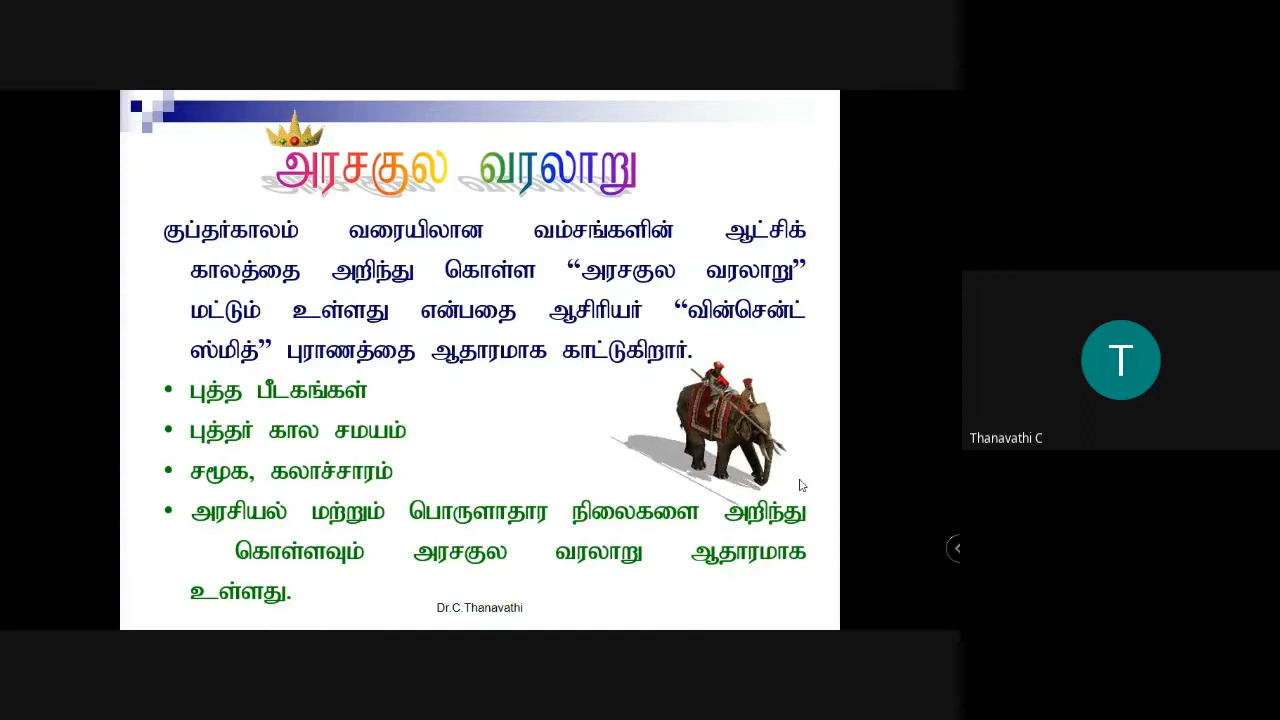 அரசகுல வரலாறு
குப்தர்காலம் வரையிலான வம்சங்களின் ஆட்சிக்
காலத்தை அறிந்து கொள்ள “அரசகுல வரலாறு”
மட்டும் உள்ளது என்பதை ஆசிரியர் “வின்சென்ட்
ஸ்மித்” புராணத்தை ஆதாரமாக காட்டுகிறார்.
• புத்த பீடகங்கள்
• புத்தர் கால சமயம்
• சமூக, கலாச்சாரம்
• அரசியல் மற்றும் பொருளாதார நிலைகளை அறிந்து
கொள்ளவும் அரசகுல வரலாறு ஆதாரமாக
உள்ளது.
Dr.C.Thanavathi
T
Thanavathi C